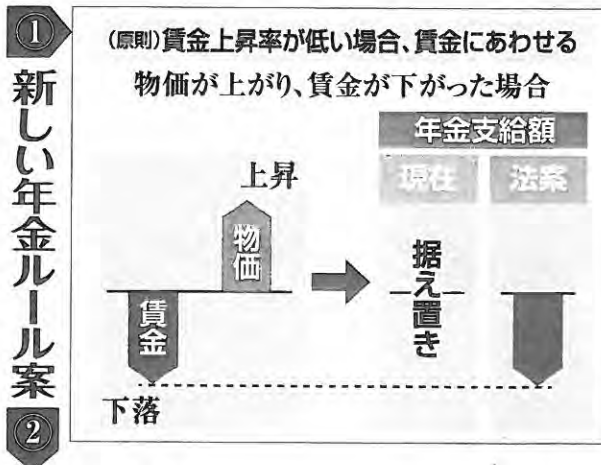 ①
新しい年金ルール案
②
(原則)賃金上昇率が低い場合、賃金にあわせる
物価が上がり、賃金が下がった場合
年金支給額
現在
法案
上昇
物価
賃金
据え置き
下落